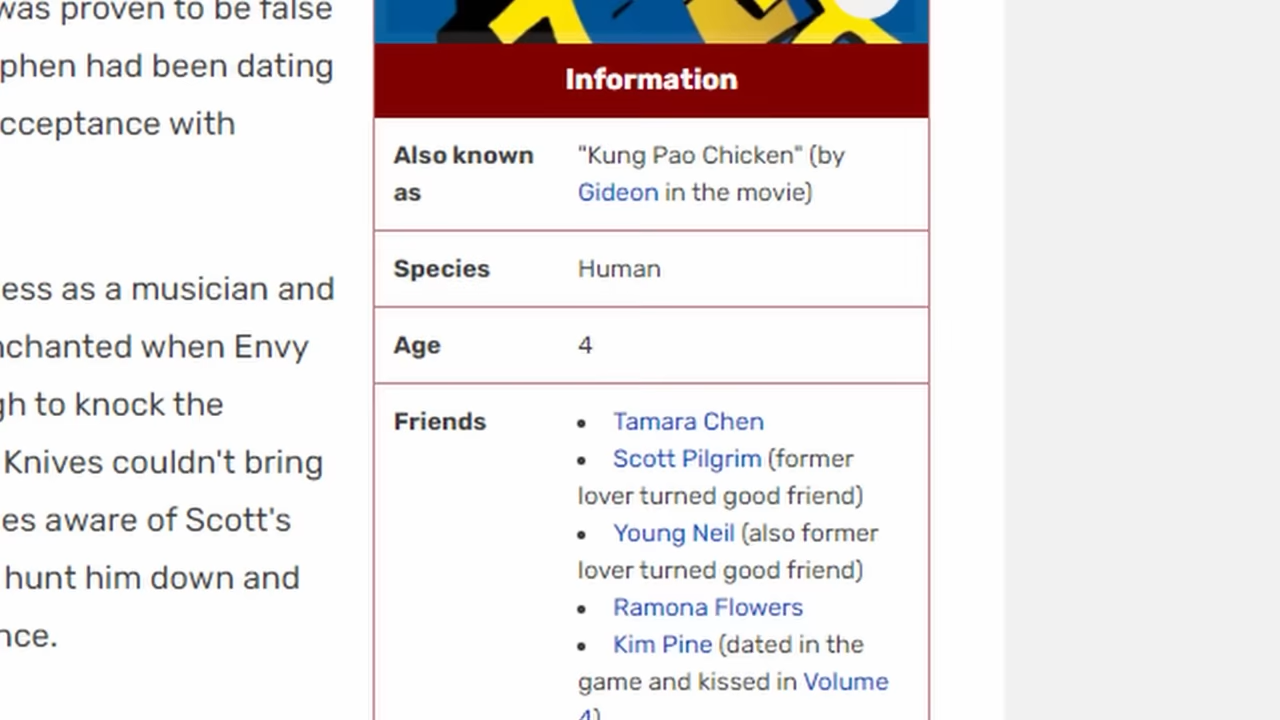 was proven to be false
phen had been dating
cceptance with
ess as a musician and
nchanted when Envy
gh to knock the
Knives couldn't bring
es aware of Scott's
hunt him down and
nce.
Information
Also known as
"Kung Pao Chicken" (by
Gideon in the movie)
Species
Human
Age
4
Friends
• Tamara Chen
• Scott Pilgrim (former
lover turned good friend)
• Young Neil (also former
lover turned good friend)
• Ramona Flowers
• Kim Pine (dated in the
game and kissed in Volume
4)